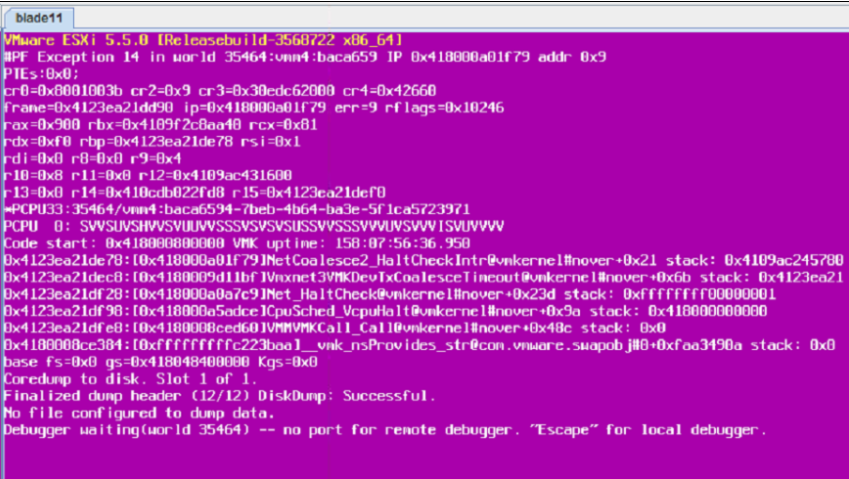 blade11
VMware ESXi 5.5.0 [Releasebuild-3568722 x86_64]
#PF Exception 14 in world 35464:vmm4:baca659 IP 0x418000a01f79 addr 0x9
PTEs:0x0;
cr0=0x8001003b cr2=0x9 cr3=0x30edc62000 cr4=0x42660
frame=0x4123ea21dd90 ip=0x418000a01f79 err=9 rflags=0x10246
rax=0x900 rbx=0x4109f2c8aa40 rcx=0x81
rdx=0xf0 rbp=0x4123ea21de78 rsi=0x1
rdi=0x0 r8=0x0 r9=0x4
r10=0x8 r11=0x0 r12=0x4109ac431600
r13=0x0 r14=0x410cdb022fd8 r15=0x4123ea21def0
*PCPU33:35464/vmm4:baca6594-7beb-4b64-ba3e-5f1ca5723971
PCPU 0: SVVSUVSHVVSVUUVVSSSVSVSVSUSSVVSSSVVVUVSVVVISVUVVVV
Code start: 0x418000800000 VMK uptime: 158:07:56:36.950
0x4123ea21de78:[0x418000a01f79]NetCoalesce2_HaltCheckIntr@vmkernel#nover+0x21 stack: 0x4109ac245780
0x4123ea21dec8:[0x4180009d11bf]Vmxnet3VMKDevTxCoalesceTimeout@vmkernel#nover+0x6b stack: 0x4123ea21
0x4123ea21df28:[0x418000a0a7c9]Net_HaltCheck@vmkernel#nover+0x23d stack: 0xffffffff00000001
0x4123ea21df98:[0x418000a5adce]CpuSched_VcpuHalt@vmkernel#nover+0x9a stack: 0x418000000000
0x4123ea21dfe8:[0x4180008ced60]VMMVMKCall_Call@vmkernel#nover+0x48c stack: 0x0
0x4180008ce384:[0xfffffffffc223baa]__vmk_nsProvides_str@com.vmware.swapobj#0+0xfaa3490a stack: 0x0
base fs=0x0 gs=0x418048400000 Kgs=0x0
Coredump to disk. Slot 1 of 1.
Finalized dump header (12/12) DiskDump: Successful.
No file configured to dump data.
Debugger waiting(world 35464) -- no port for remote debugger. "Escape" for local debugger.